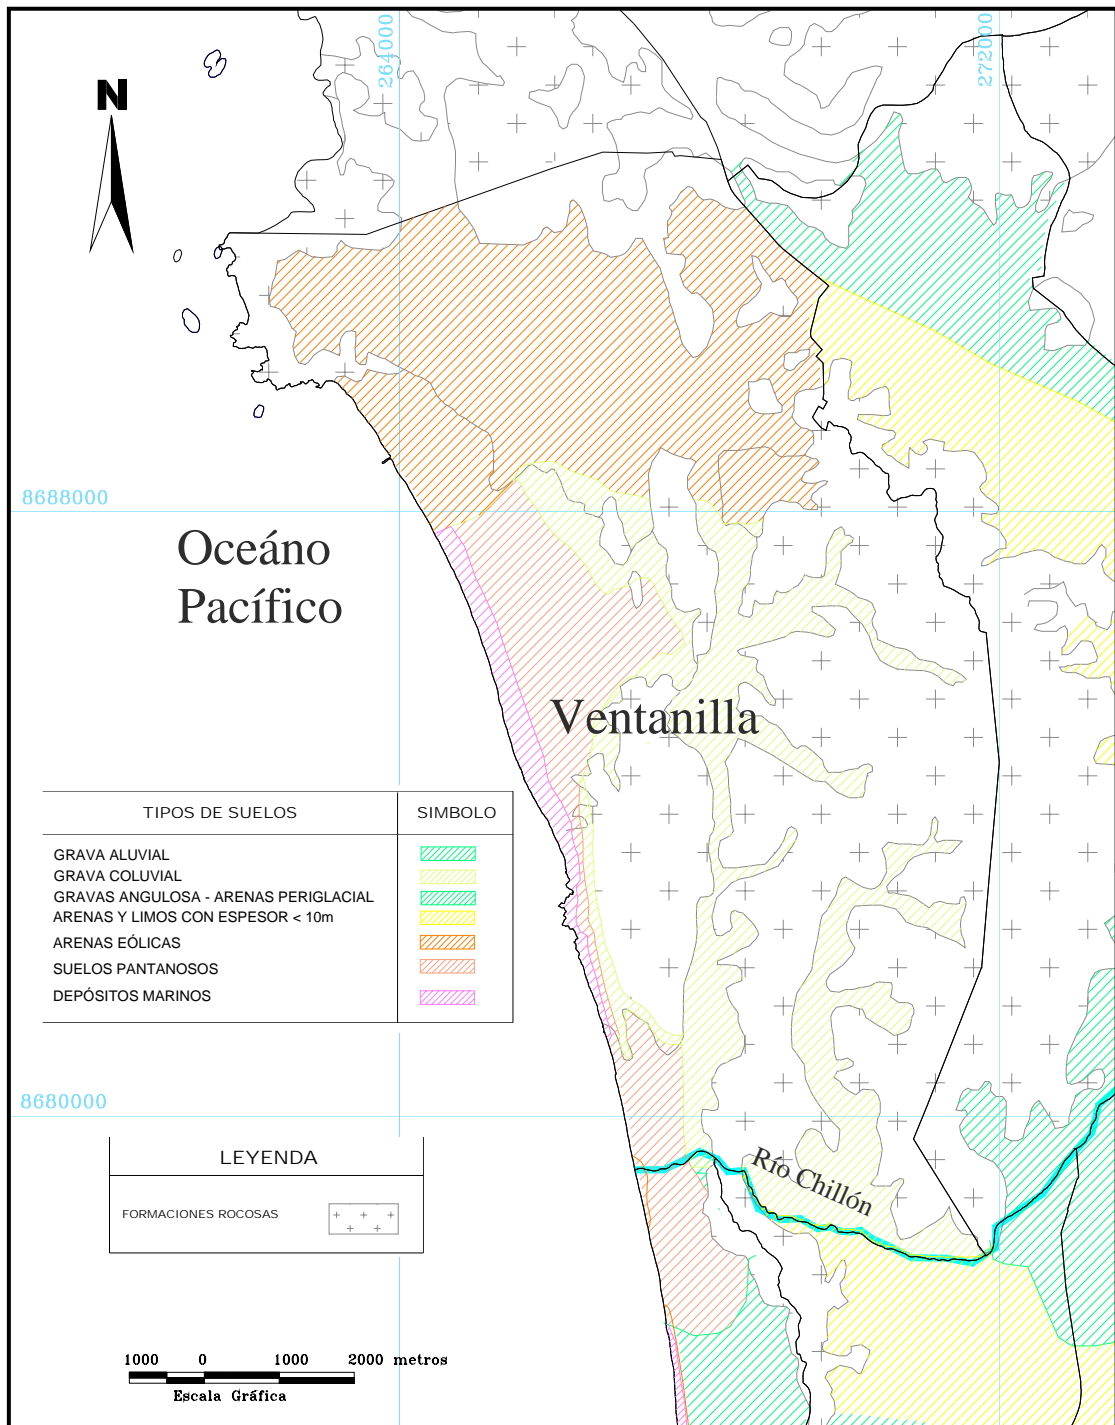 264000
272000
N
8688000
Oceáno
Pacífico
Ventanilla
TIPOS DE SUELOS SIMBOLO
GRAVA ALUVIAL
GRAVA COLUVIAL
GRAVAS ANGULOSA - ARENAS PERIGLACIAL
ARENAS Y LIMOS CON ESPESOR < 10m
ARENAS EÓLICAS
SUELOS PANTANOSOS
DEPÓSITOS MARINOS
8680000
LEYENDA
FORMACIONES ROCOSAS
Río Chillón
1000 0 1000 2000 metros
Escala Gráfica